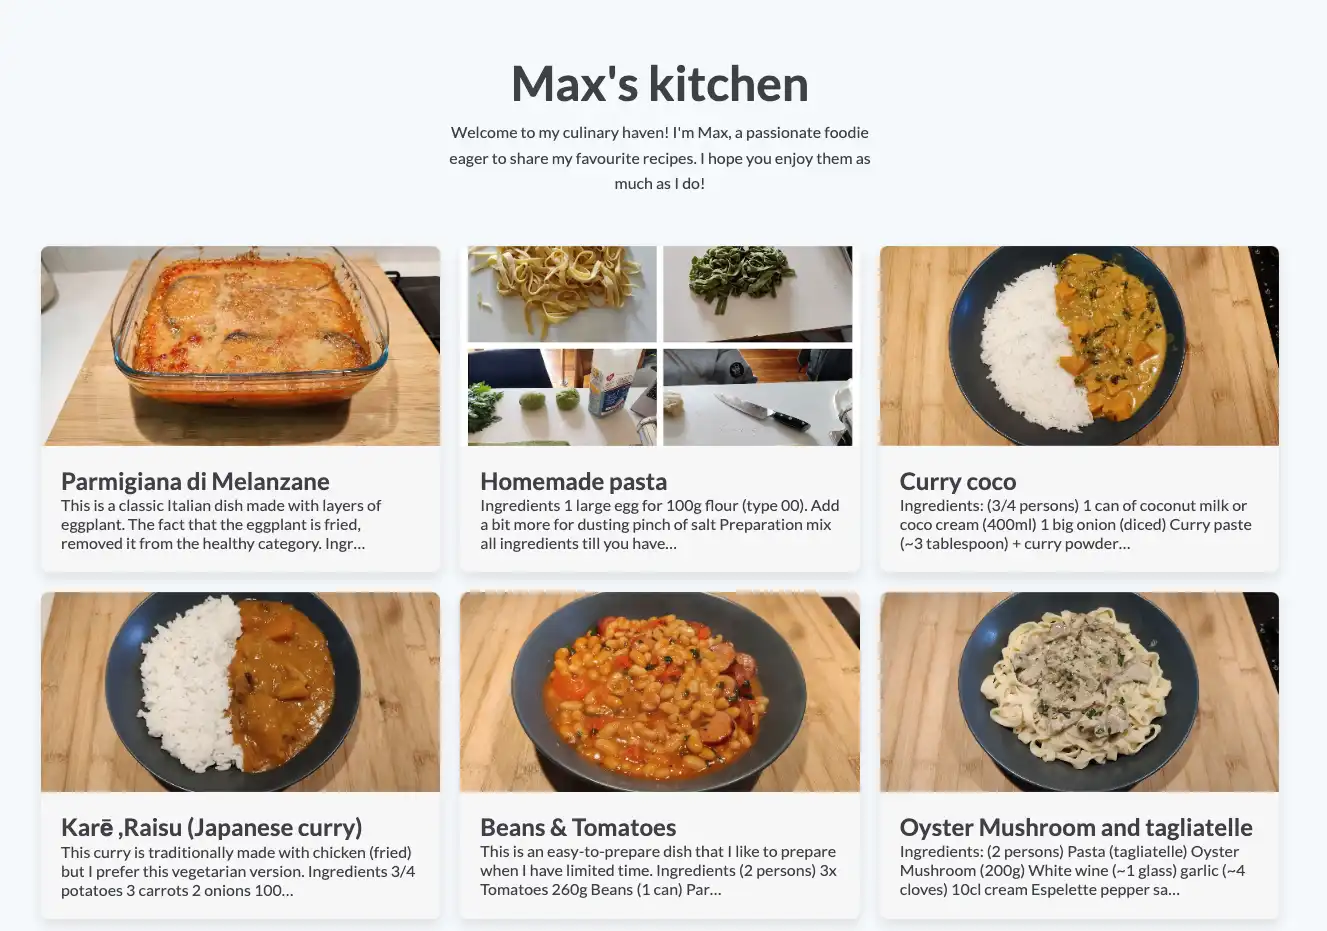 Max's kitchen
Welcome to my culinary haven! I'm Max, a passionate foodie
eager to share my favourite recipes. I hope you enjoy them as
much as I do!
Parmigiana di Melanzane
This is a classic Italian dish made with layers of
eggplant. The fact that the eggplant is fried,
removed it from the healthy category. Ingr...
Homemade pasta
Ingredients 1 large egg for 100g flour (type 00). Add
a bit more for dusting pinch of salt Preparation mix
all ingredients till you have...
Curry coco
Ingredients: (3/4 persons) 1 can of coconut milk or
coco cream (400ml) 1 big onion (diced) Curry paste
(~3 tablespoon) + curry powder...
Karē ,Raisu (Japanese curry)
This curry is traditionally made with chicken (fried)
but I prefer this vegetarian version. Ingredients 3/4
potatoes 3 carrots 2 onions 100...
Beans & Tomatoes
This is an easy-to-prepare dish that I like to prepare
when I have limited time. Ingredients (2 persons) 3x
Tomatoes 260g Beans (1 can) Par...
Oyster Mushroom and tagliatelle
Ingredients: (2 persons) Pasta (tagliatelle) Oyster
Mushroom (200g) White wine (~1 glass) garlic (~4
cloves) 10cl cream Espelette pepper sa...